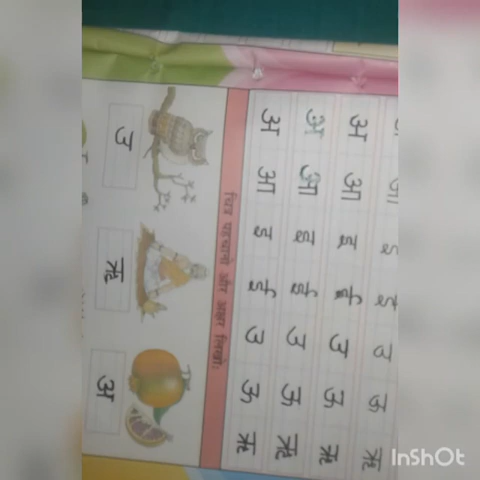 अ आ इ ई उ ऊ ऋ
अ आ इ ई उ ऊ ऋ
अ आ इ ई उ ऊ ऋ
अ आ इ ई उ ऊ ऋ
चित्र पहचानो और अक्षर लिखो:
उ ऋ अ
InShOt